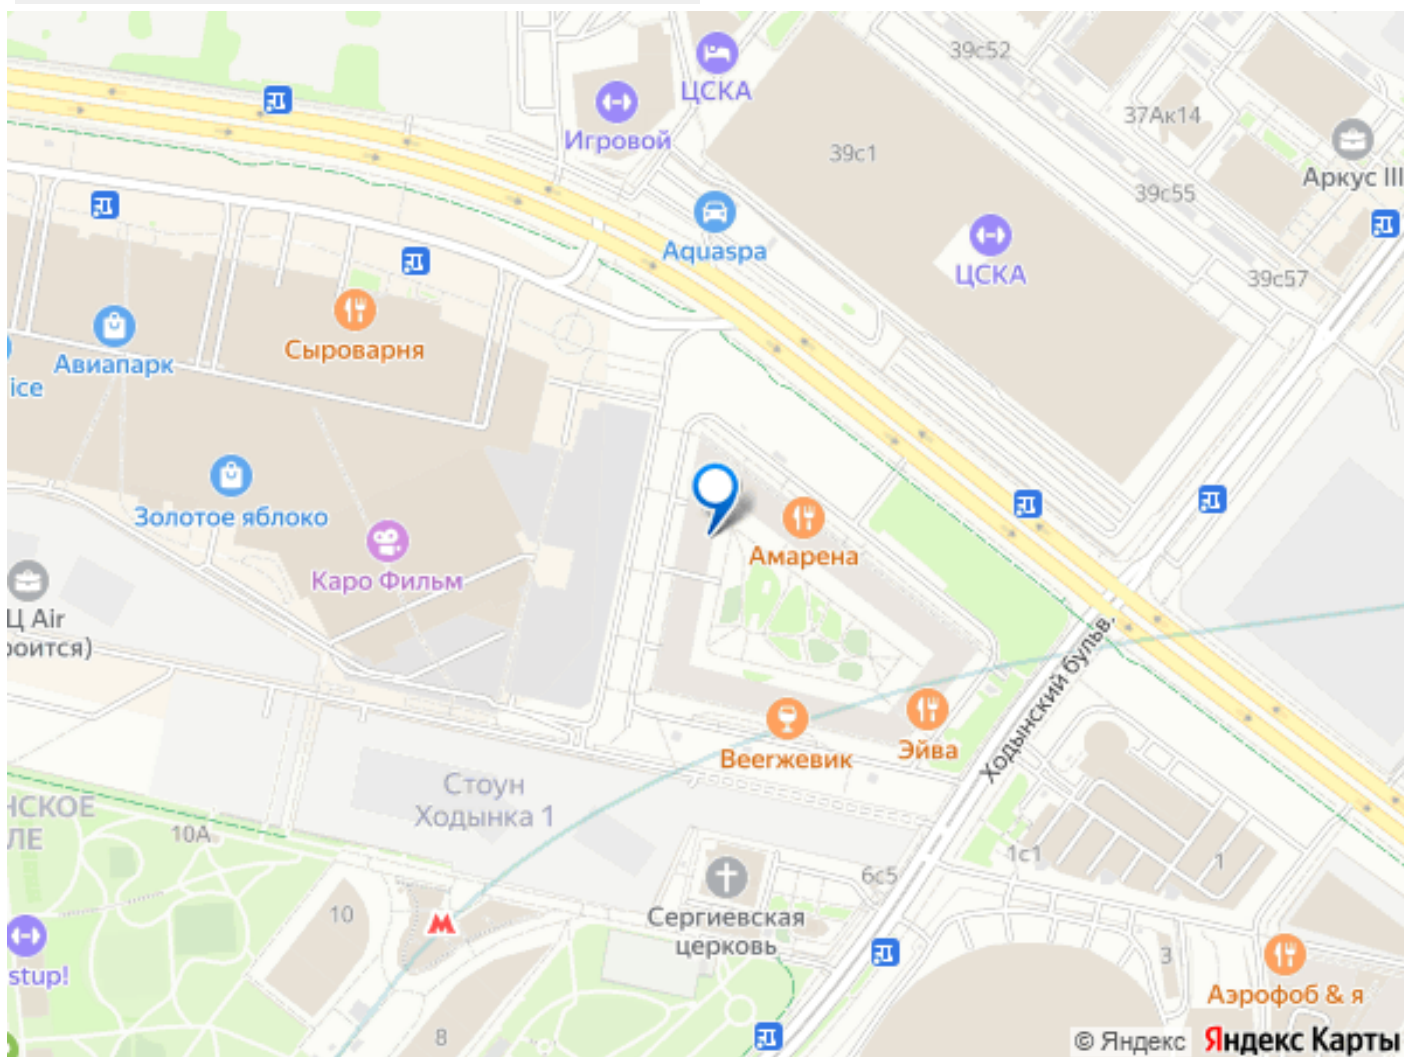 39с52
ЦСКА
37Ак14
Игровой
39с1
Аркус III
39с55
Aquaspa
ЦСКА
39с57
Сыроварня
Авиапарк
ice
Золотое яблоко
Амарена
Каро Фильм
Ц Air
роится)
Ходынский бульв.
Эйва
Beerжевик
Стоун
Ходынка 1
НСКОЕ
ЛЕ
10А
1с1
1
6с5
10
Сергиевская
церковь
stup!
3
Аэрофоб & я
8
© Яндекс Яндекс Карты